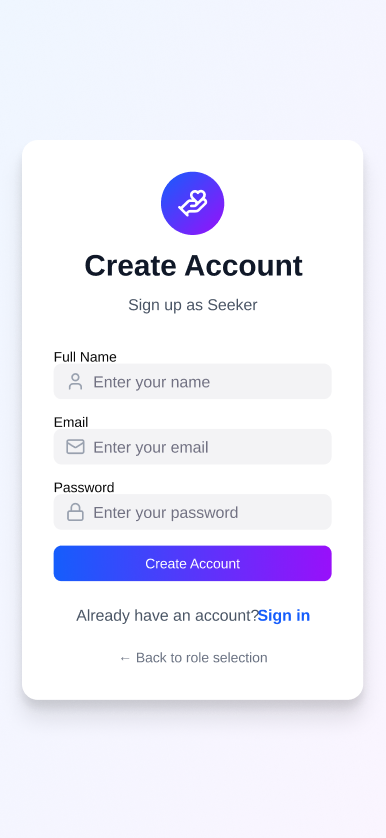 Create Account
Sign up as Seeker
Full Name
Enter your name
Email
Enter your email
Password
Enter your password
Create Account
Already have an account?Sign in
← Back to role selection